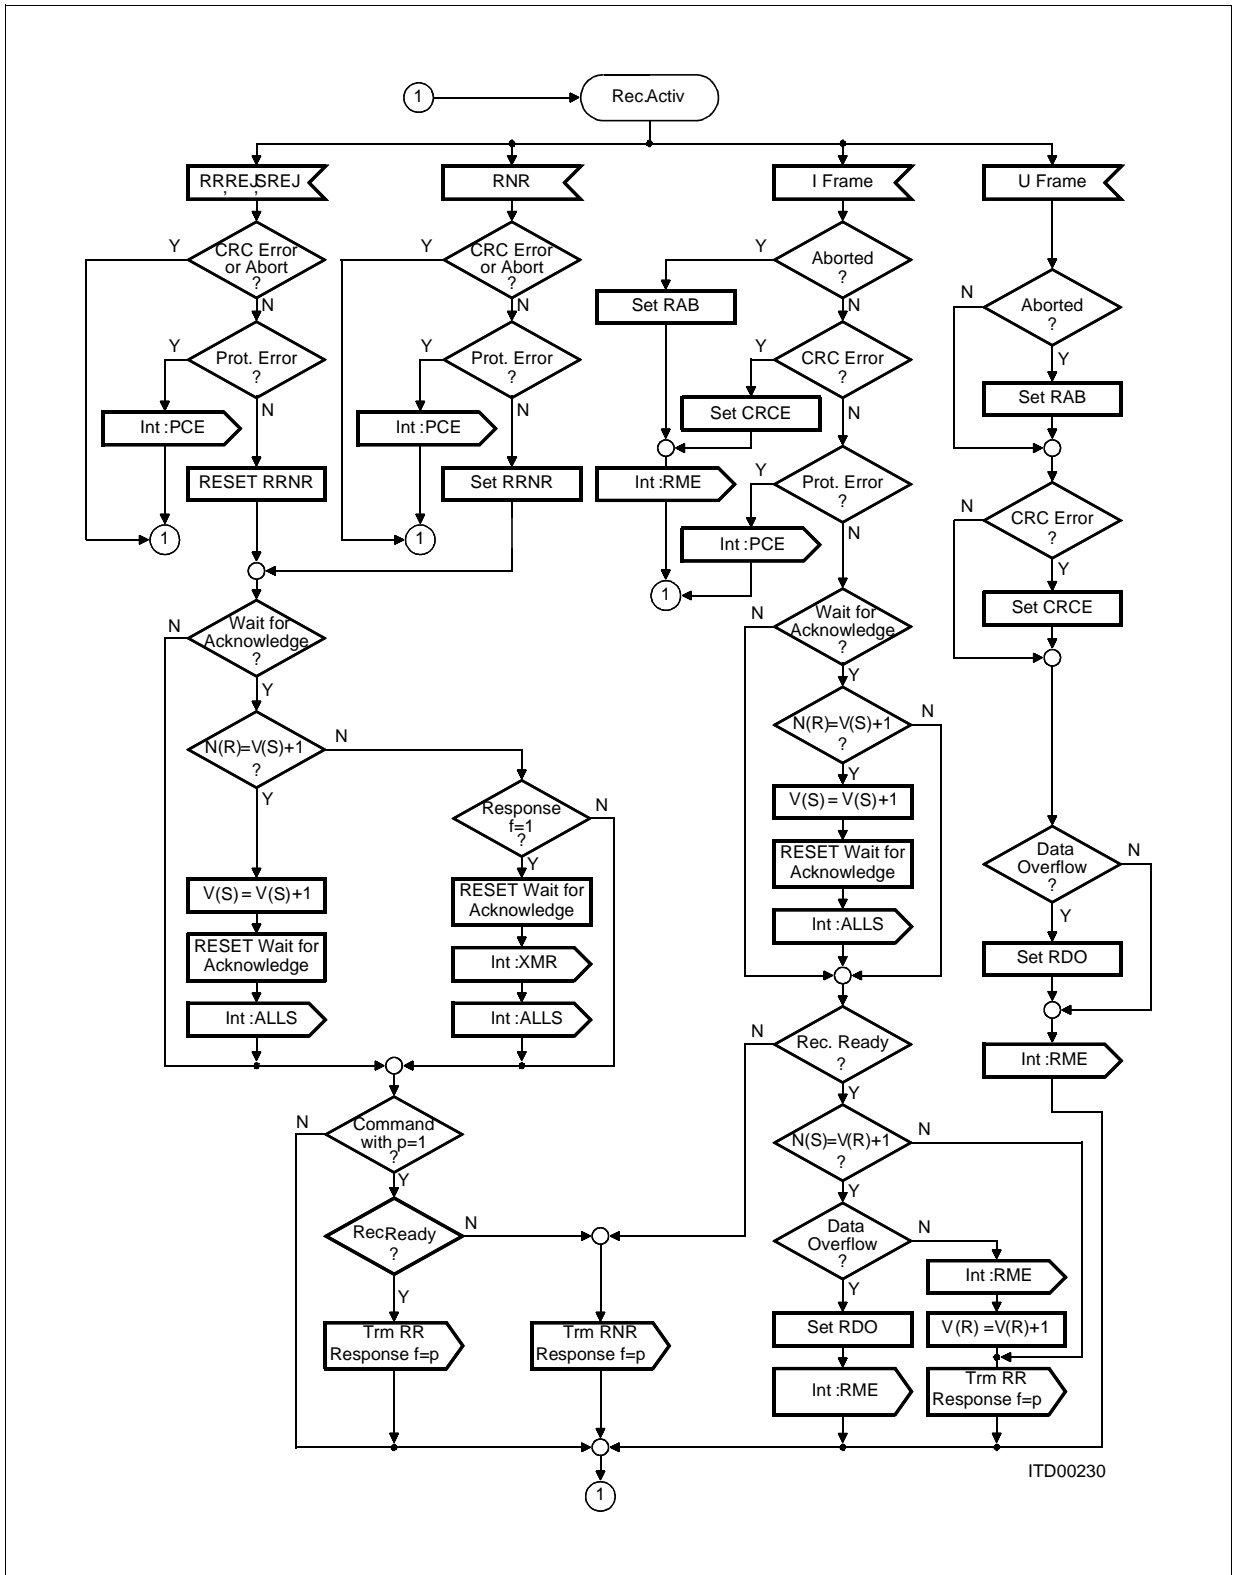 1
Rec.Activ
RR,REJ,SREJ
RNR
I Frame
U Frame
Y
CRC Error
or Abort
?
N
Y
CRC Error
or Abort
?
N
Y
Aborted
?
N
Set RAB
N
Aborted
?
Y
Set RAB
Y
Prot. Error
?
N
Y
Prot. Error
?
N
Y
CRC Error
?
N
Set CRCE
Int :PCE
RESET RRNR
1
Int :PCE
Set RRNR
1
Int :RME
Y
Prot. Error
?
N
Int :PCE
1
N
CRC Error
?
Y
Set CRCE
N
Wait for
Acknowledge
?
Y
N
Wait for
Acknowledge
?
Y
N(R)=V(S)+1
?
N
Y
N(R)=V(S)+1
?
N
Y
Response
f=1
?
N
Y
V(S) = V(S)+1
RESET Wait for
Acknowledge
Int :ALLS
Data
Overflow
?
N
Y
V(S) = V(S)+1
RESET Wait for
Acknowledge
Int :ALLS
RESET Wait for
Acknowledge
Int :XMR
Int :ALLS
Set RDO
Int :RME
N
Rec. Ready
?
Y
N
Command
with p=1
?
Y
N(S)=V(R)+1
?
N
Y
RecReady
?
N
Y
Data
Overflow
?
N
Y
Int :RME
V(R) =V(R)+1
Trm RR
Response f=p
Trm RNR
Response f=p
Set RDO
Int :RME
Trm RR
Response f=p
ITD00230
1